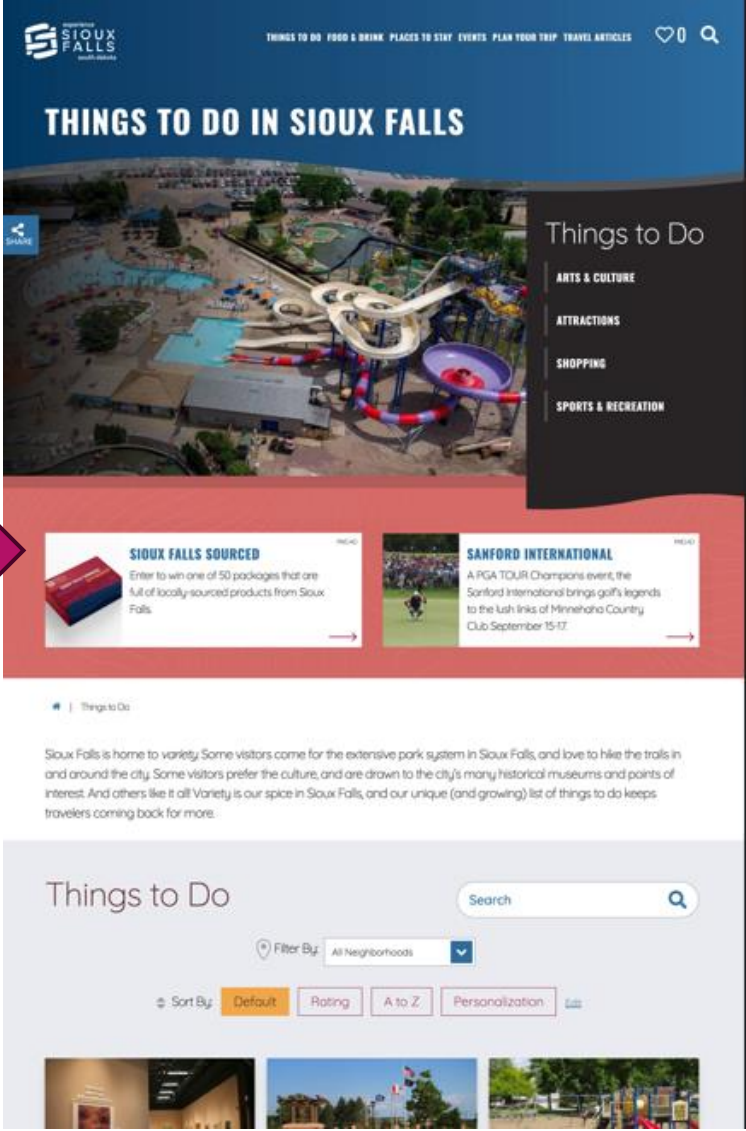 experience
SIOUX
FALLS
south dakota
THINGS TO DO FOOD & DRINK PLACES TO STAY EVENTS PLAN YOUR TRIP TRAVEL ARTICLES 0
THINGS TO DO IN SIOUX FALLS
SHARE
Things to Do
ARTS & CULTURE
ATTRACTIONS
SHOPPING
SPORTS & RECREATION
PAID AD
SIOUX FALLS SOURCED
Enter to win one of 50 packages that are
full of locally-sourced products from Sioux
Falls.
PAID AD
SANFORD INTERNATIONAL
A PGA TOUR Champions event, the
Sanford International brings golf's legends
to the lush links of Minnehaha Country
Club September 15-17.
| Things to Do
Sioux Falls is home to variety. Some visitors come for the extensive park system in Sioux Falls, and love to hike the trails in
and around the city. Some visitors prefer the culture, and are drawn to the city's many historical museums and points of
interest. And others like it all! Variety is our spice in Sioux Falls, and our unique (and growing) list of things to do keeps
travelers coming back for more.
Things to Do
Search
Filter By: All Neighborhoods
Sort By: Default Rating A to Z Personalization Edit